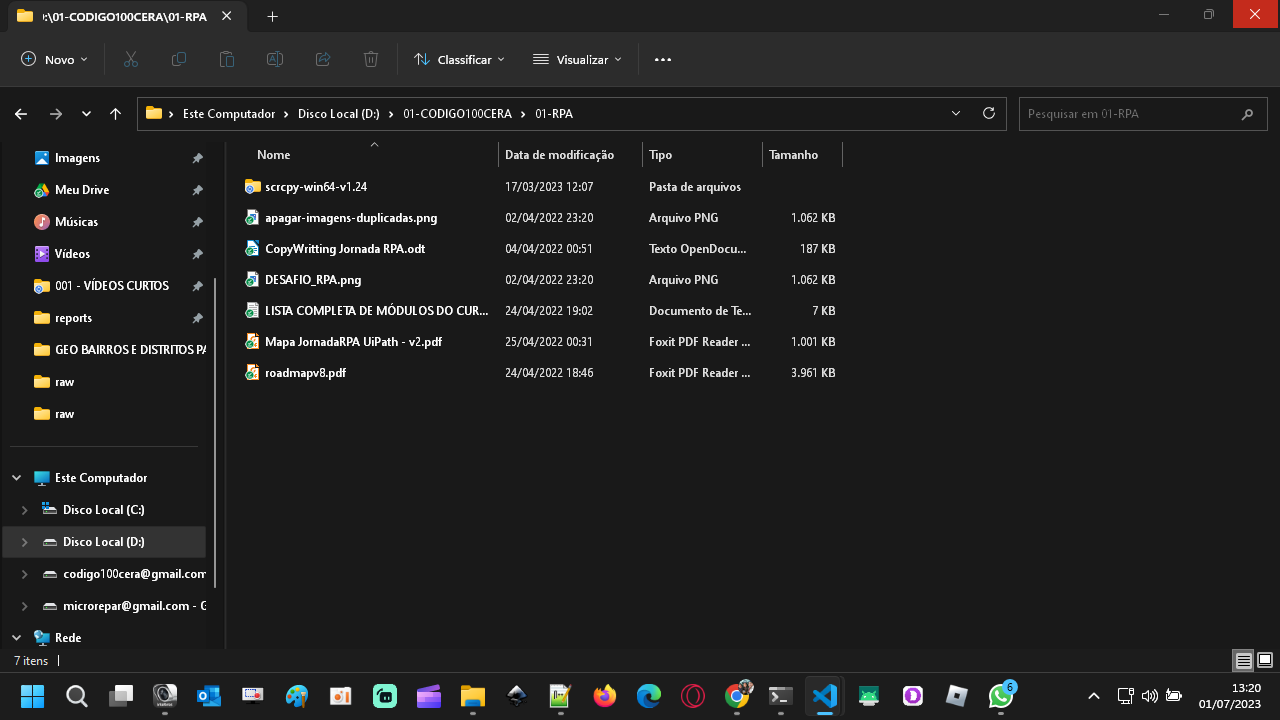 :\01-CODIGO100CERA\01-RPA
Novo
Classificar
Visualizar
Este Computador
Disco Local (D:)
01-CODIGO100CERA
01-RPA
Pesquisar em 01-RPA
Imagens
Meu Drive
Músicas
Vídeos
001 - VÍDEOS CURTOS
reports
GEO BAIRROS E DISTRITOS PA
raw
raw
Este Computador
Disco Local (C:)
Disco Local (D:)
codigo100cera@gmail.com
microrepar@gmail.com - G
Rede
Nome Data de modificação Tipo Tamanho
scrcpy-win64-v1.24 17/03/2023 12:07 Pasta de arquivos
apagar-imagens-duplicadas.png 02/04/2022 23:20 Arquivo PNG 1.062 KB
CopyWritting Jornada RPA.odt 04/04/2022 00:51 Texto OpenDocu... 187 KB
DESAFIO_RPA.png 02/04/2022 23:20 Arquivo PNG 1.062 KB
LISTA COMPLETA DE MÓDULOS DO CUR... 24/04/2022 19:02 Documento de Te... 7 KB
Mapa JornadaRPA UiPath - v2.pdf 25/04/2022 00:31 Foxit PDF Reader ... 1.001 KB
roadmapv8.pdf 24/04/2022 18:46 Foxit PDF Reader ... 3.961 KB
7 itens
6
13:20
01/07/2023